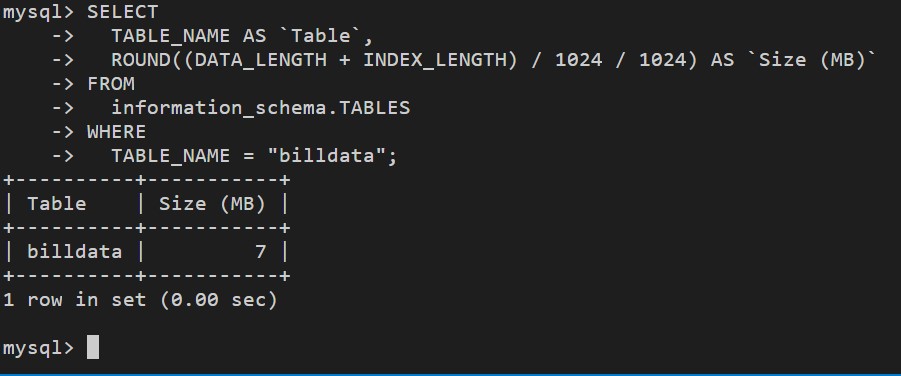 mysql> SELECT
    ->   TABLE_NAME AS `Table`,
    ->   ROUND((DATA_LENGTH + INDEX_LENGTH) / 1024 / 1024) AS `Size (MB)`
    -> FROM
    ->   information_schema.TABLES
    -> WHERE
    ->   TABLE_NAME = "billdata";
+----------+-----------+
| Table    | Size (MB) |
+----------+-----------+
| billdata |         7 |
+----------+-----------+
1 row in set (0.00 sec)

mysql>